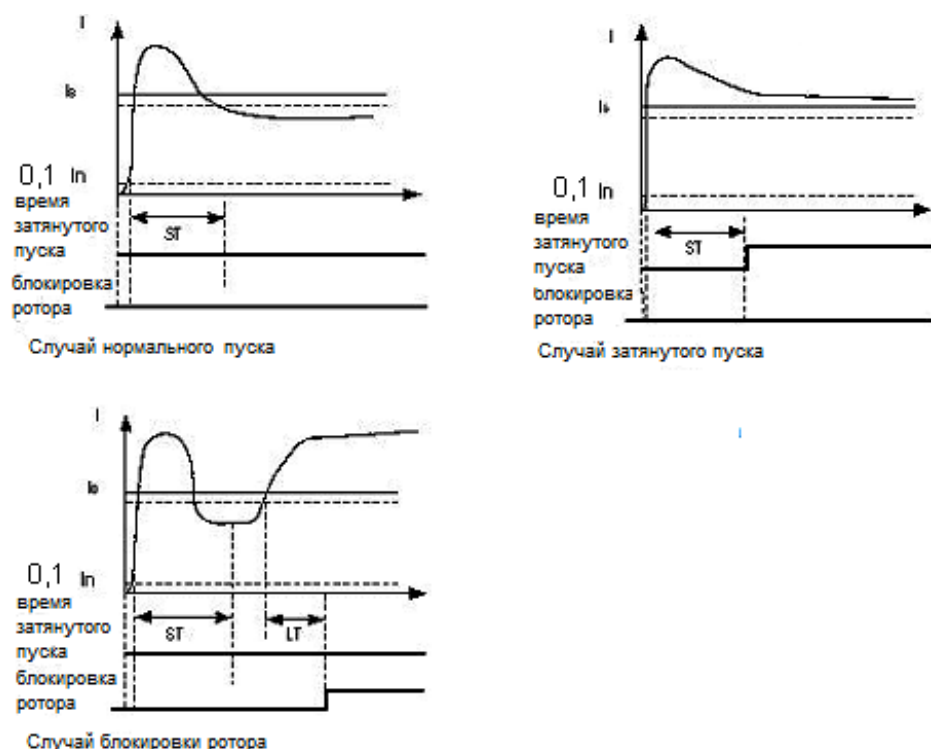 I
Is
0,1 In
время
затянутого
пуска
ST
блокировка
ротора
Случай нормального пуска
I
Is
0,1 In
время
затянутого
пуска
ST
блокировка
ротора
Случай затянутого пуска
I
Is
0,1 In
время
затянутого
пуска
ST
LT
блокировка
ротора
Случай блокировки ротора